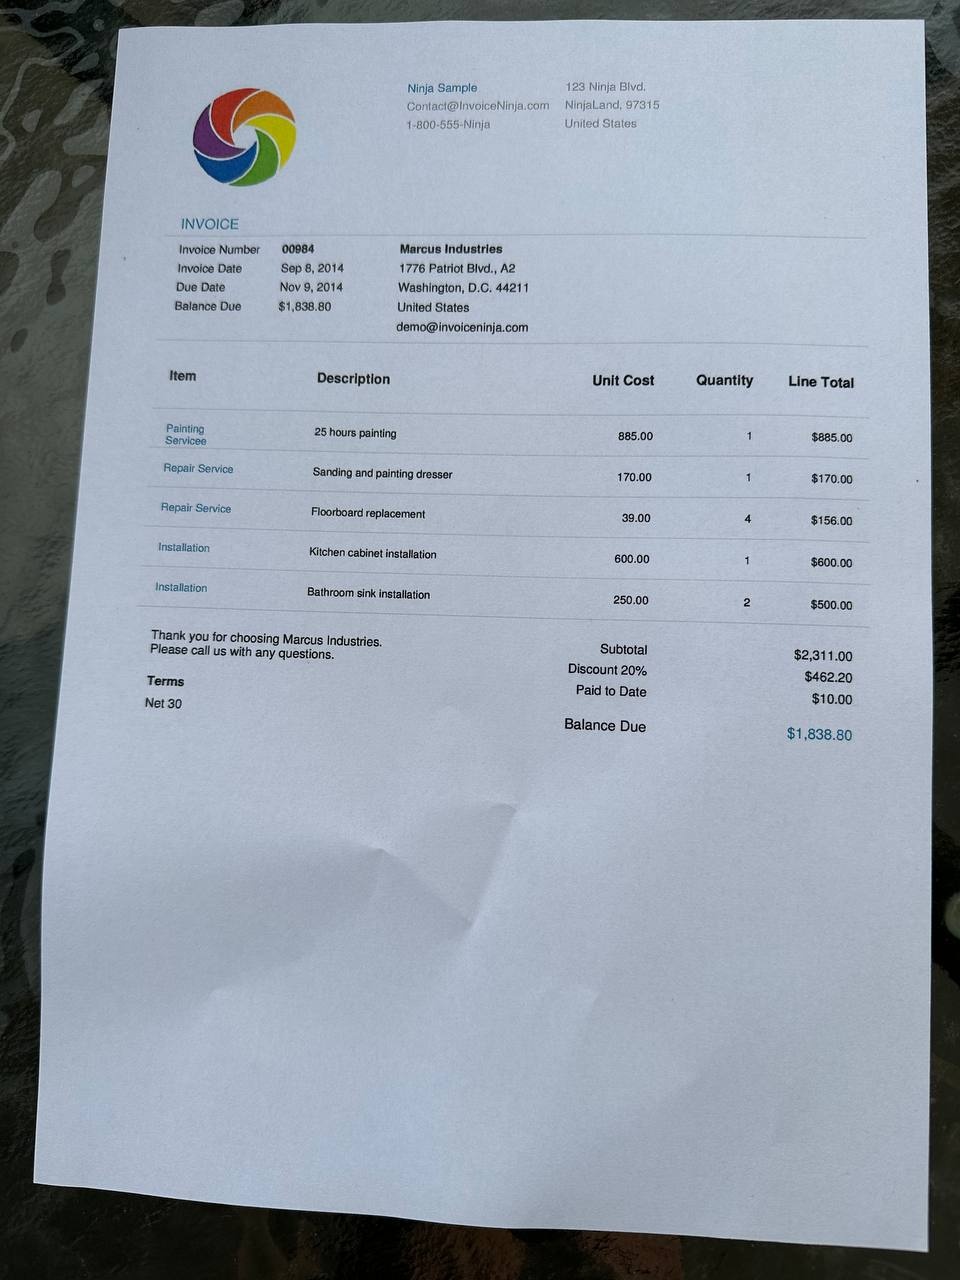 Ninja Sample 123 Ninja Blvd.
Contact@InvoiceNinja.com NinjaLand, 97315
1-800-555-Ninja United States
INVOICE
Invoice Number 00984 Marcus Industries
Invoice Date Sep 8, 2014 1776 Patriot Blvd., A2
Due Date Nov 9, 2014 Washington, D.C. 44211
Balance Due $1,838.80 United States
demo@invoiceninja.com
Item Description Unit Cost Quantity Line Total
Painting
Servicee 25 hours painting 885.00 1 $885.00
Repair Service Sanding and painting dresser 170.00 1 $170.00
Repair Service Floorboard replacement 39.00 4 $156.00
Installation Kitchen cabinet installation 600.00 1 $600.00
Installation Bathroom sink installation 250.00 2 $500.00
Thank you for choosing Marcus Industries.
Please call us with any questions.
Terms
Net 30
Subtotal $2,311.00
Discount 20% $462.20
Paid to Date $10.00
Balance Due $1,838.80